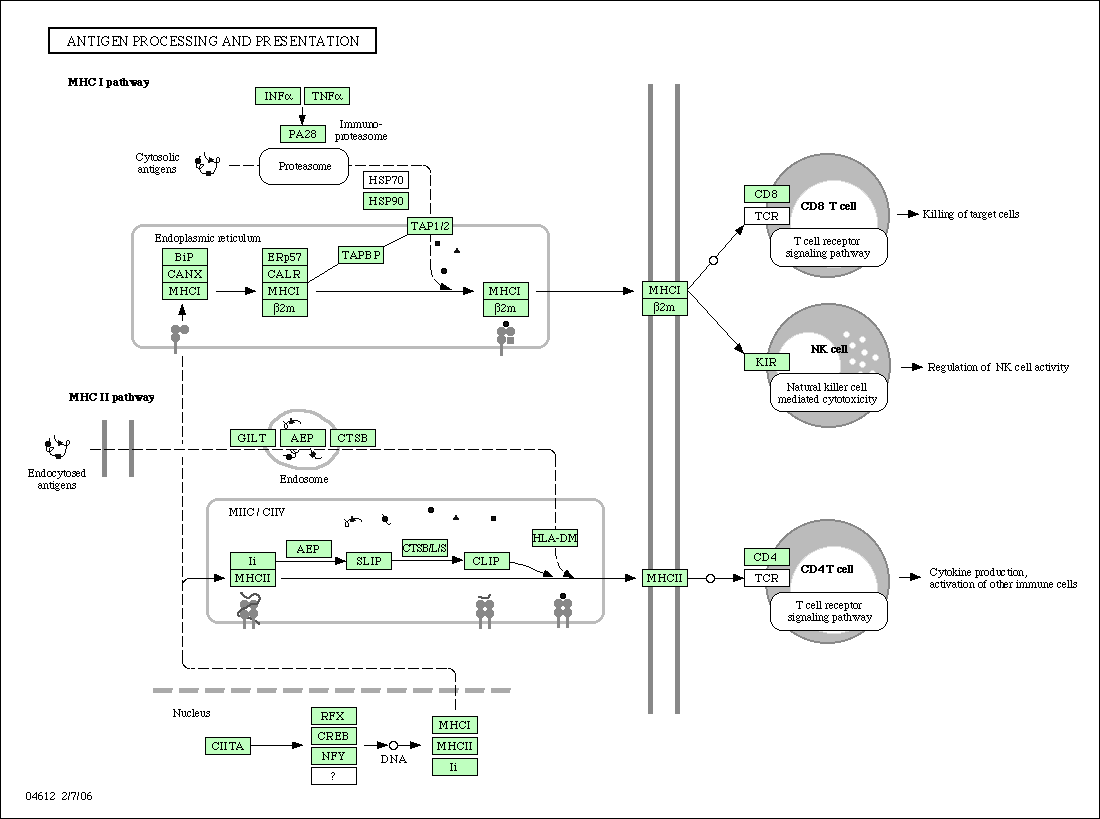 ANTIGEN PROCESSING AND PRESENTATION
MHC I pathway
INFα
TNFα
PA28
Immuno-
proteasome
Cytosolic
antigens
Proteasome
HSP70
HSP90
TAP1/2
Endoplasmic reticulum
BiP
CANX
MHCI
ERp57
CALR
MHCI
β2m
TAPBP
MHCI
β2m
MHCI
β2m
CD8
TCR
CD8 T cell
T cell receptor
signaling pathway
Killing of target cells
KIR
NK cell
Natural killer cell
mediated cytotoxicity
Regulation of NK cell activity
MHC II pathway
Endocytosed
antigens
GILT
AEP
CTSB
Endosome
MIIC / CIIV
Ii
MHCII
AEP
SLIP
CTSB/L/S
CLIP
HLA-DM
MHCII
CD4
TCR
CD4 T cell
T cell receptor
signaling pathway
Cytokine production,
activation of other immune cells
Nucleus
CIITA
RFX
CREB
NFY
?
DNA
MHCI
MHCII
Ii
04612 2/7/06